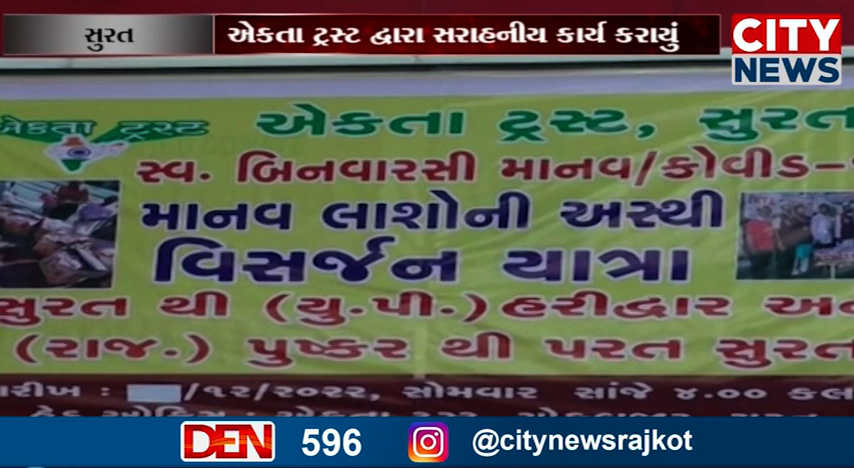 સુરત
એકતા ટ્રસ્ટ દ્વારા સરાહનીય કાર્ય કરાયું
CITY
NEWS
એકતા ટ્રસ્ટ
એકતા ટ્રસ્ટ, સુરત
સ્વ. બિનવારસી માનવ/કોવીડ-
માનવ લાશોની અસ્થી
વિસર્જન યાત્રા
સુરત થી (યુ.પી.) હરીદ્વાર
(રાજ.) પુષ્કર થી પરત સુરત
/૧૨/૨૦૨૨, સોમવાર સાંજે ૪.૦૦
DEN 596 @citynewsrajkot